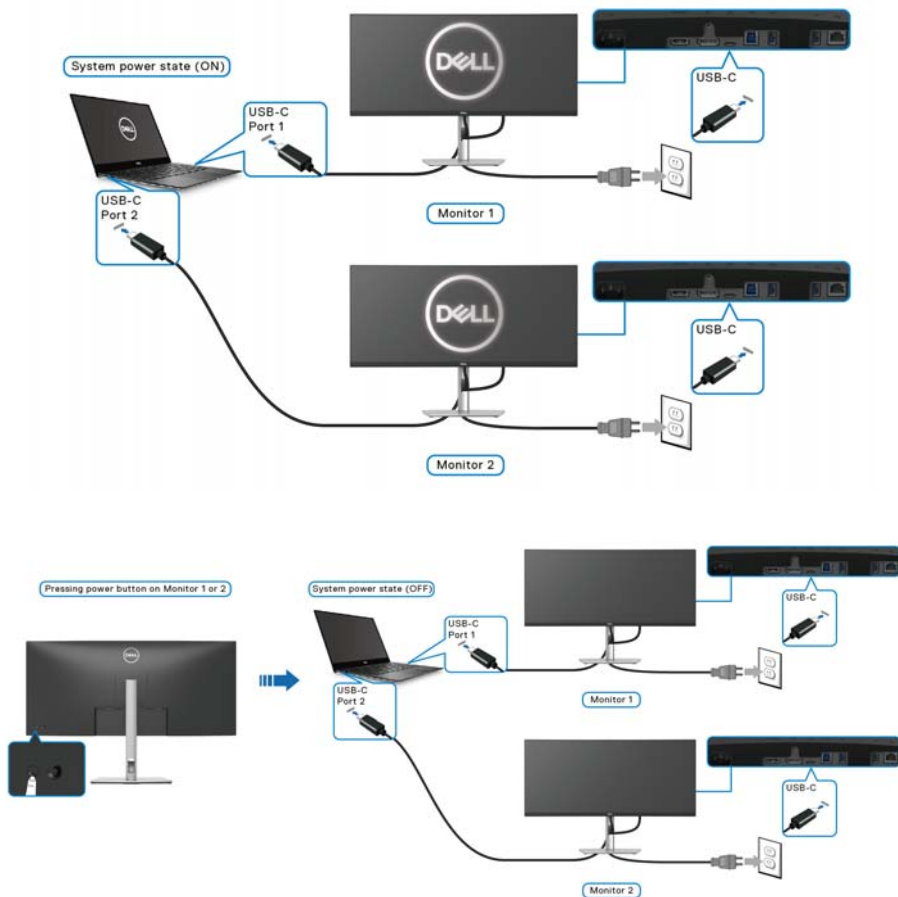 System power state (ON)
DELL
USB-C
Port 1
USB-C
DELL
USB-C
Port 2
Monitor 1
DELL
USB-C
Monitor 2
Pressing power button on Monitor 1 or 2
DELL
System power state (OFF)
USB-C
Port 1
USB-C
USB-C
Port 2
Monitor 1
USB-C
Monitor 2